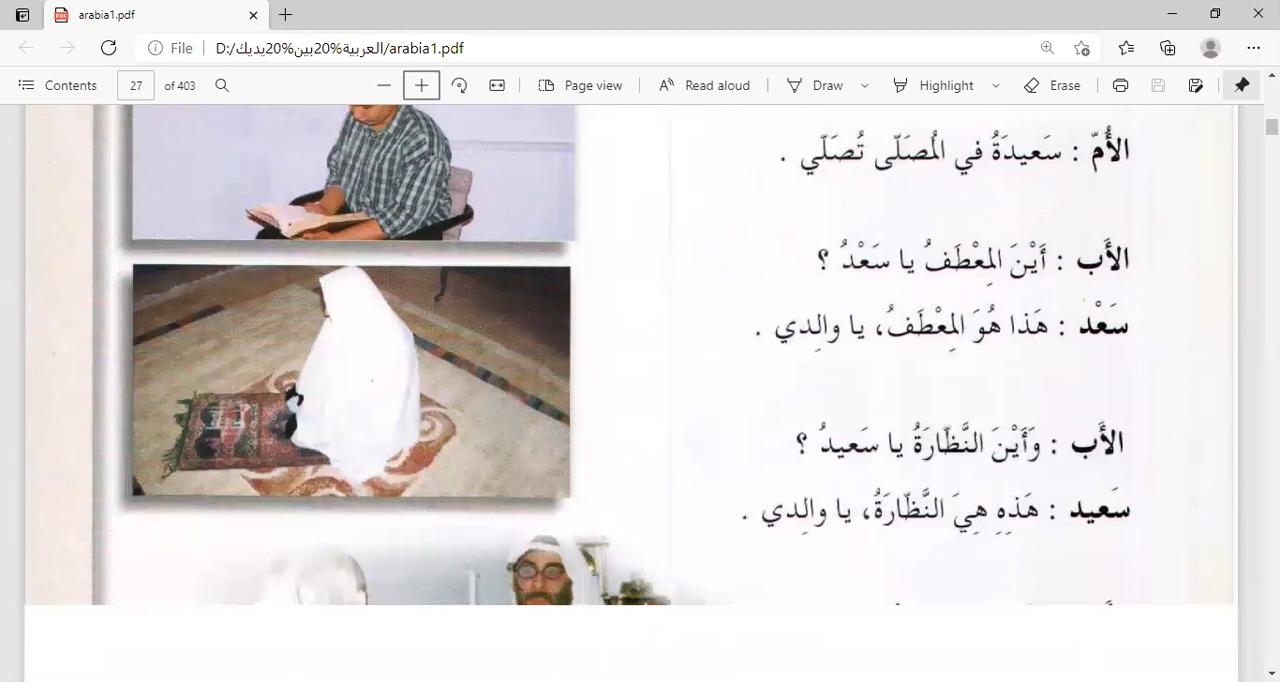 arabia1.pdf
File
D:/العربية%20بين%20يديك/arabia1.pdf
Contents
27
of 403
Page view
Read aloud
Draw
Highlight
Erase
الأُمّ : سَعيدَةُ في المُصَلّى تُصَلّي .
الأَب : أَيْنَ المِعْطَفُ يا سَعْدُ ؟
سَعْد : هَذا هُوَ المِعْطَفُ، يا والِدي .
الأَب : وَأَيْنَ النَّظّارَةُ يا سَعيدُ ؟
سَعيد : هَذِهِ هِيَ النَّظّارَةُ، يا والِدي .